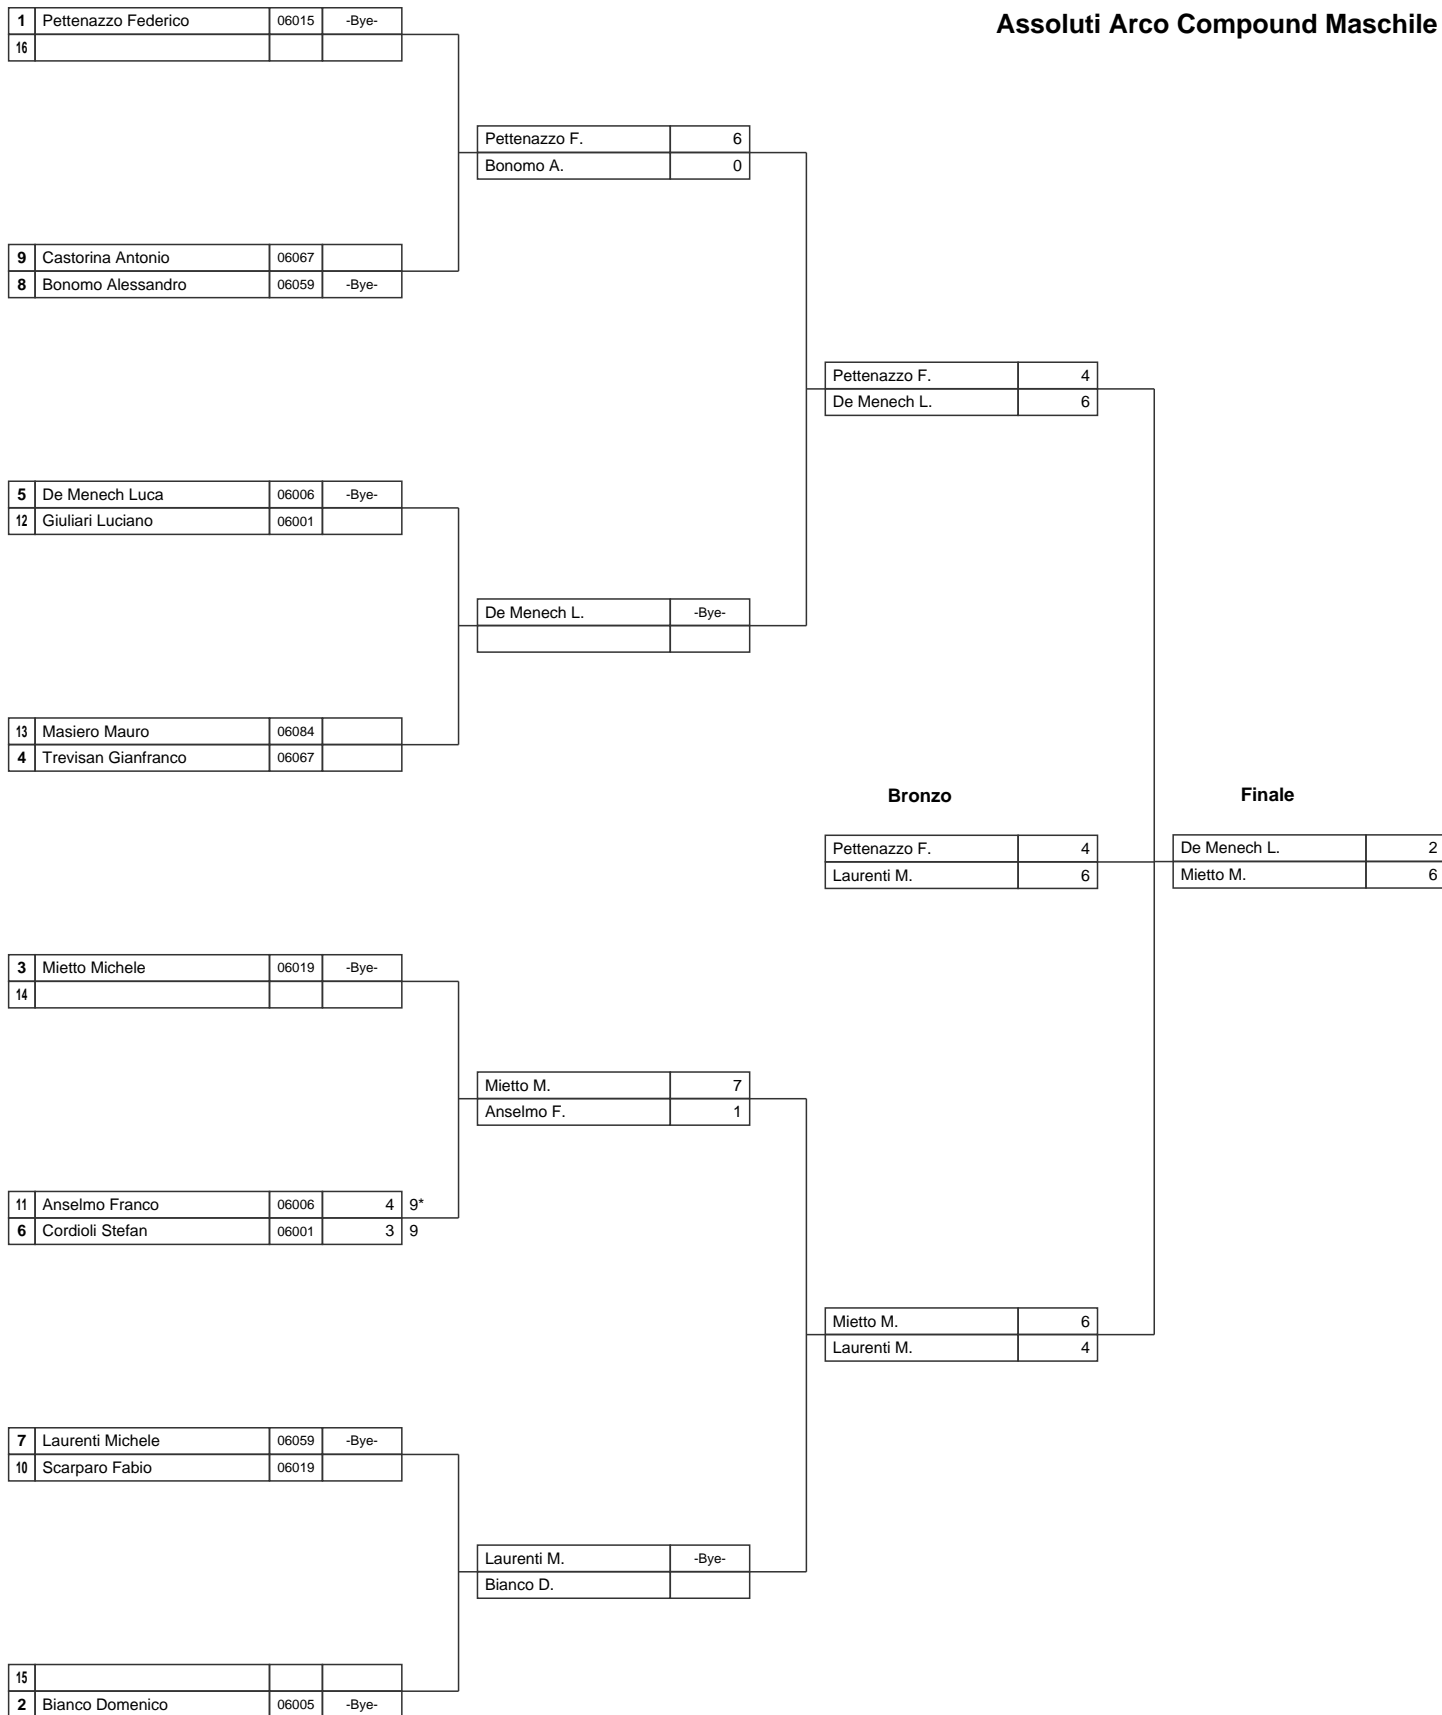 Assoluti Arco Compound Maschile
1 Pettenazzo Federico 06015 -Bye-
16
Pettenazzo F. 6
Bonomo A. 0
9 Castorina Antonio 06067
8 Bonomo Alessandro 06059 -Bye-
Pettenazzo F. 4
De Menech L. 6
5 De Menech Luca 06006 -Bye-
12 Giuliari Luciano 06001
De Menech L. -Bye-
13 Masiero Mauro 06084
4 Trevisan Gianfranco 06067
Bronzo Finale
Pettenazzo F. 4 De Menech L. 2
Laurenti M. 6 Mietto M. 6
3 Mietto Michele 06019 -Bye-
14
Mietto M. 7
Anselmo F. 1
11 Anselmo Franco 06006 4 9*
6 Cordioli Stefan 06001 3 9
Mietto M. 6
Laurenti M. 4
7 Laurenti Michele 06059 -Bye-
10 Scarparo Fabio 06019
Laurenti M. -Bye-
Bianco D.
15
2 Bianco Domenico 06005 -Bye-